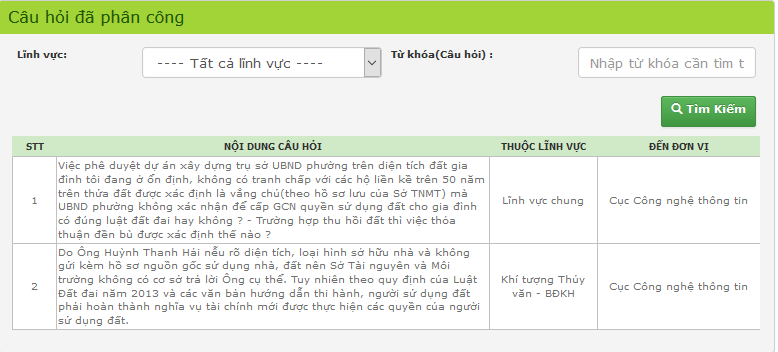 Câu hỏi đã phân công
Lĩnh vực: ---- Tất cả lĩnh vực ---- Từ khóa(Câu hỏi) : Nhập từ khóa cần tìm t
Tìm Kiếm
STT NỘI DUNG CÂU HỎI THUỘC LĨNH VỰC ĐẾN ĐƠN VỊ
1
Việc phê duyệt dự án xây dựng trụ sở UBND phường trên diện tích đất gia
đình tôi đang ở ổn định, không có tranh chấp với các hộ liền kề trên 50 năm
trên thửa đất được xác định là vắng chủ(theo hồ sơ lưu của Sở TNMT) mà
UBND phường không xác nhận để cấp GCN quyền sử dụng đất cho gia đình
có đúng luật đất đai hay không ? - Trường hợp thu hồi đất thì việc thỏa
thuận đền bù được xác định thế nào ?
Lĩnh vực chung
Cục Công nghệ thông tin
2
Do Ông Huỳnh Thanh Hải nễu rõ diện tích, loại hình sở hữu nhà và không
gửi kèm hồ sơ nguồn gốc sử dụng nhà, đất nên Sở Tài nguyên và Môi
trường không có cơ sở trả lời Ông cụ thể. Tuy nhiên theo quy định của Luật
Đất đai năm 2013 và các văn bản hướng dẫn thi hành, người sử dụng đất
phải hoàn thành nghĩa vụ tài chính mới được thực hiện các quyền của người
sử dụng đất.
Khí tượng Thủy
văn - BĐKH
Cục Công nghệ thông tin